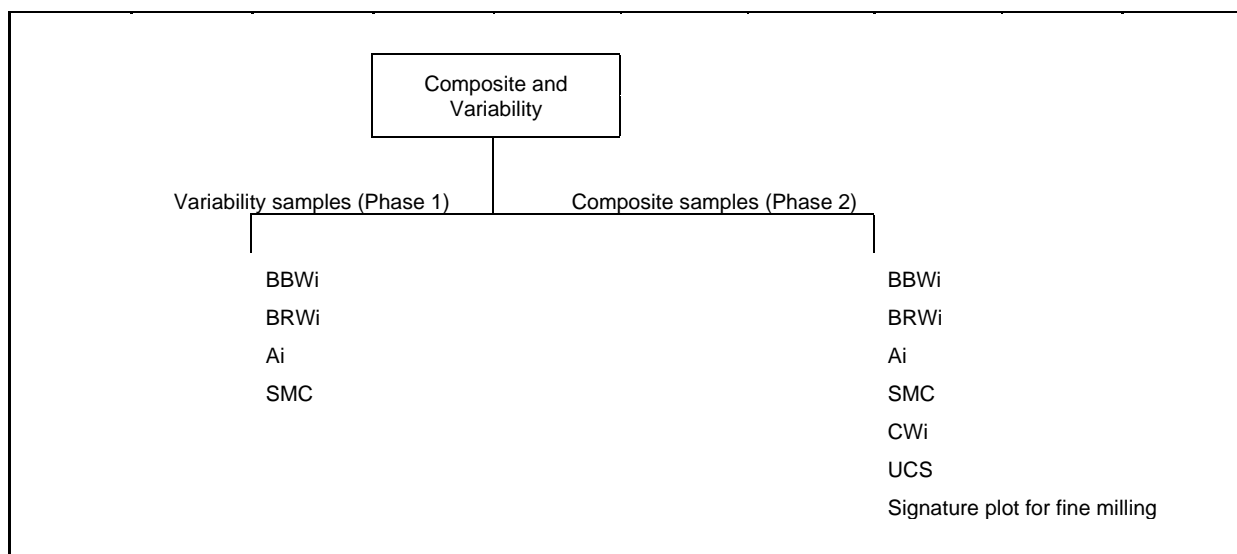 Composite and
Variability
Variability samples (Phase 1)
Composite samples (Phase 2)
BBWi
BRWi
Ai
SMC
BBWi
BRWi
Ai
SMC
CWi
UCS
Signature plot for fine milling